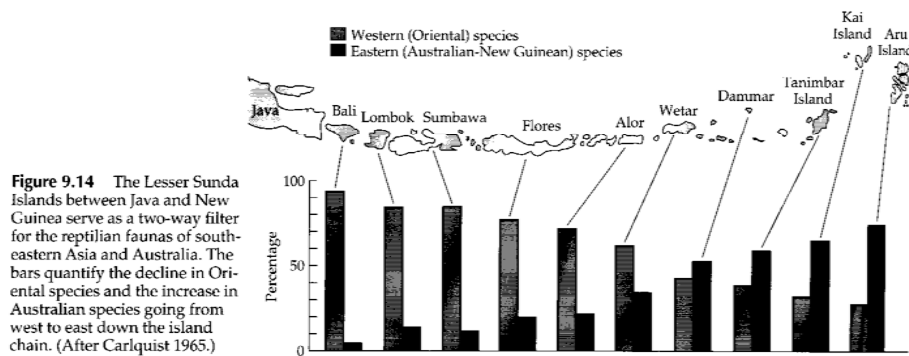 Western (Oriental) species
Eastern (Australian-New Guinean) species
Kai
Island
Aru
Island
Java
Bali
Lombok
Sumbawa
Flores
Alor
Wetar
Dammar
Tanimbar
Island
Figure 9.14 The Lesser Sunda
Islands between Java and New
Guinea serve as a two-way filter
for the reptilian faunas of south-
eastern Asia and Australia. The
bars quantify the decline in Ori-
ental species and the increase in
Australian species going from
west to east down the island
chain. (After Carlquist 1965.)
Percentage
100
50
0